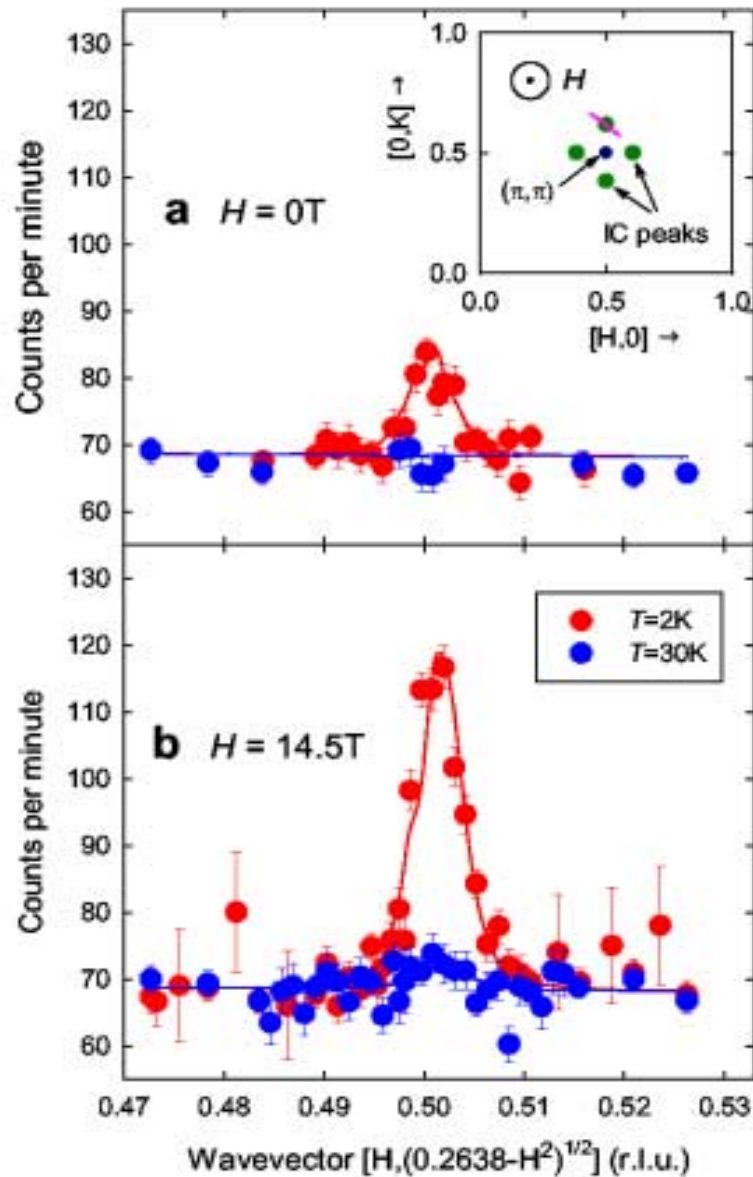 130
120
110
100
90
80
70
60
Counts per minute
a H = 0T
1.0
0.5
0.0
[0,K] →
H
(π,π)
IC peaks
0.0 0.5 1.0
[H,0] →
130
120
110
100
90
80
70
60
Counts per minute
b H = 14.5T
T=2K
T=30K
0.47 0.48 0.49 0.50 0.51 0.52 0.53
Wavevector [H,(0.2638-H²)^1/2] (r.l.u.)